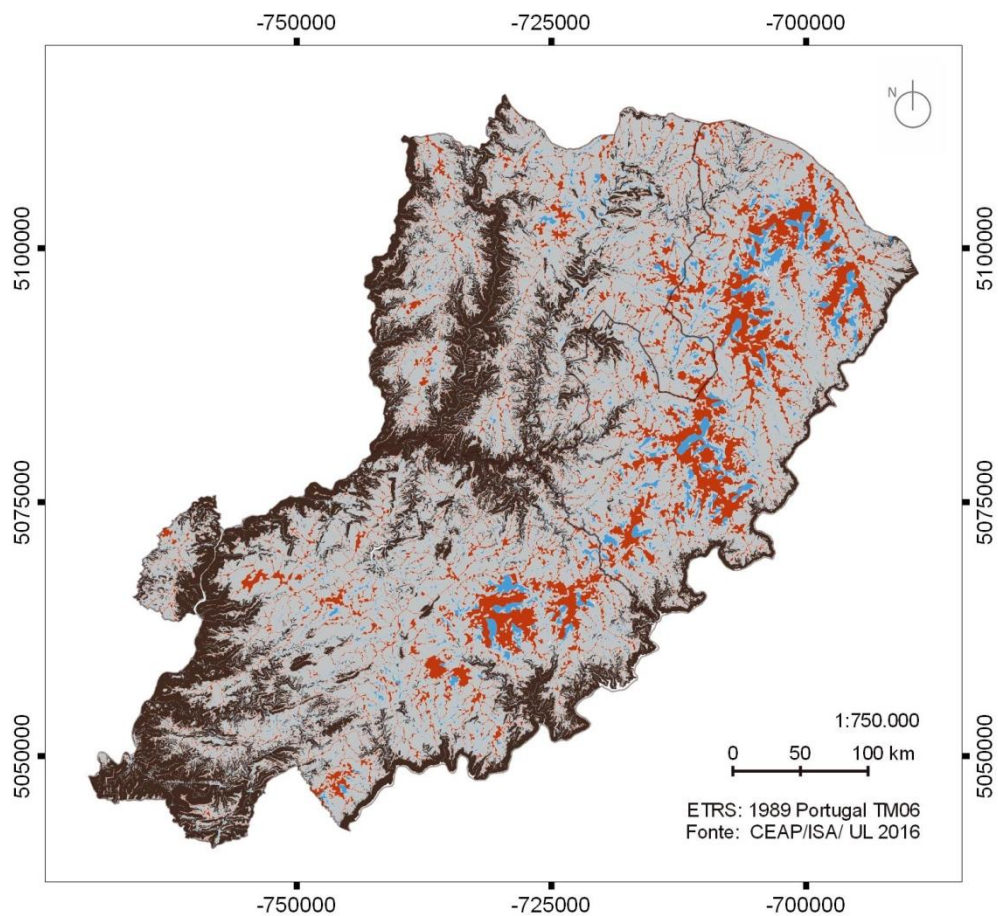 -750000 -725000 -700000
N
5100000 5100000
5075000 5075000
5050000 5050000
1:750.000
0 50 100 km
ETRS: 1989 Portugal TM06
Fonte: CEAP/ISA/ UL 2016
-750000 -725000 -700000